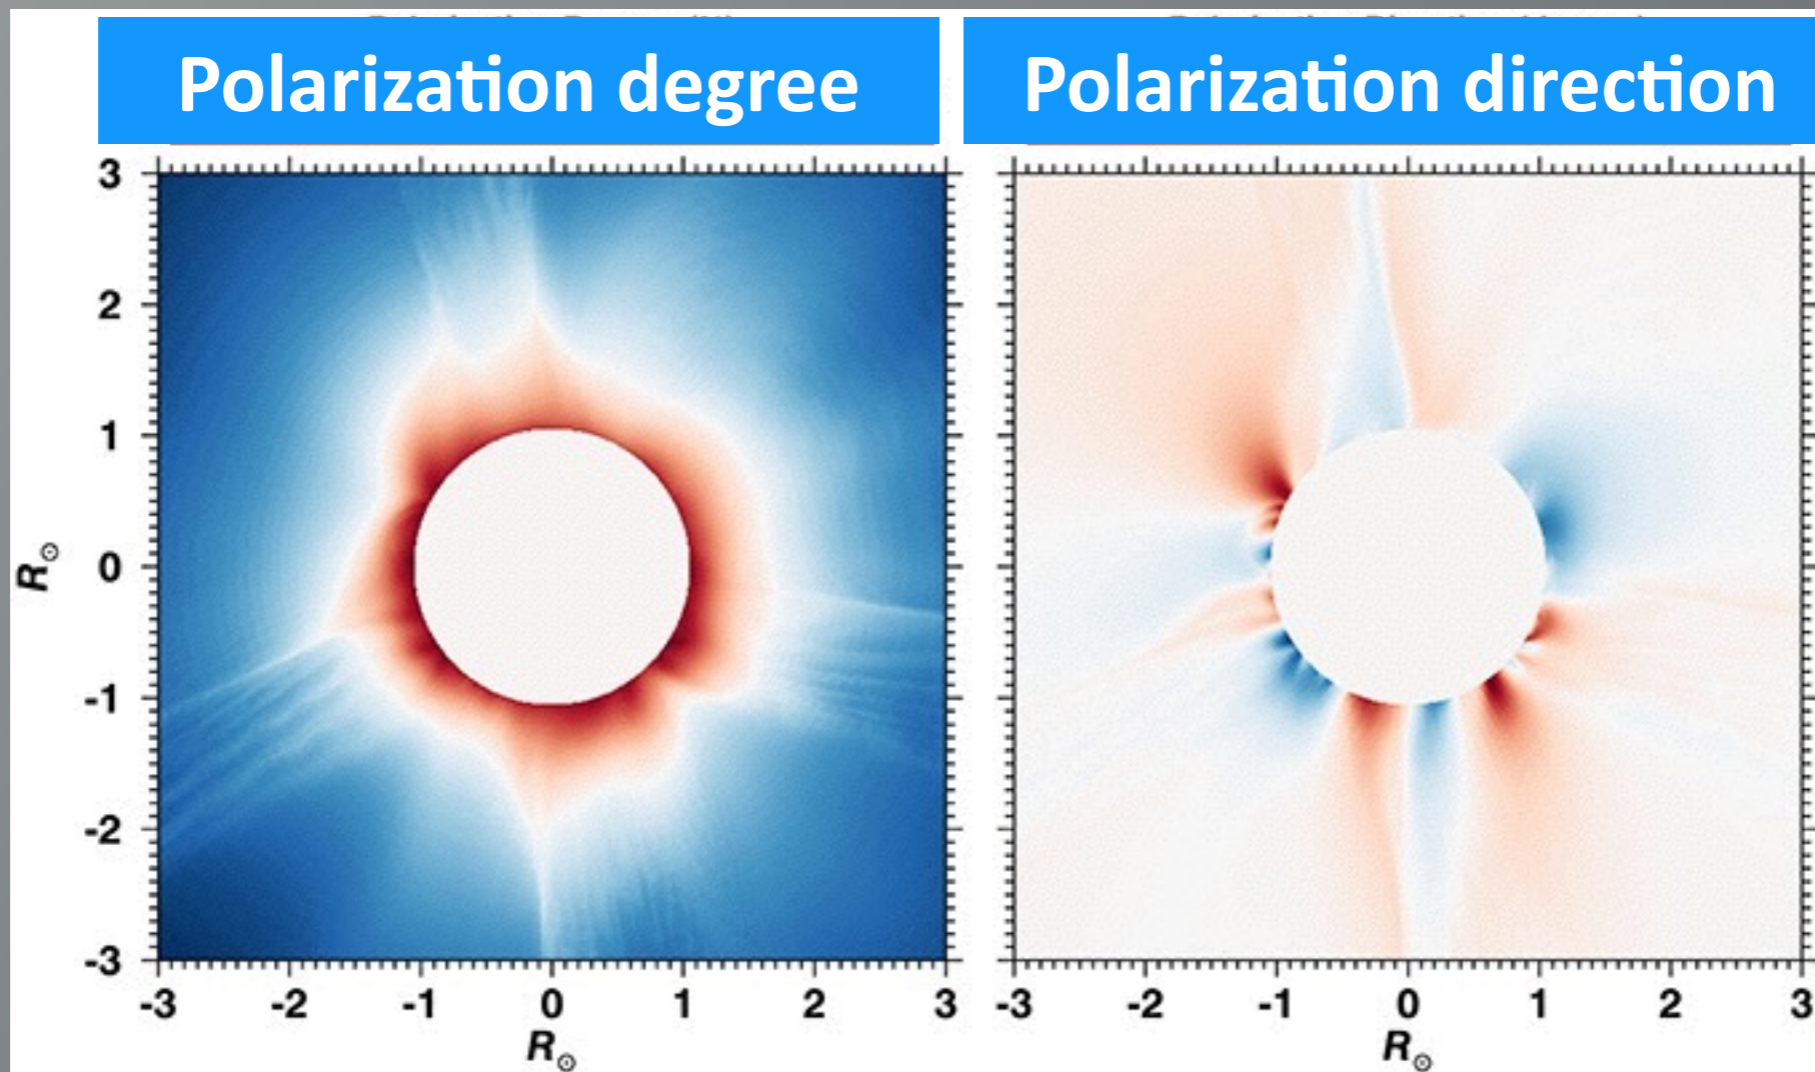 Polarization degree
Polarization direction
3
2
1
0
-1
-2
-3
R⊙
-3 -2 -1 0 1 2 3
R⊙
-3 -2 -1 0 1 2 3
R⊙